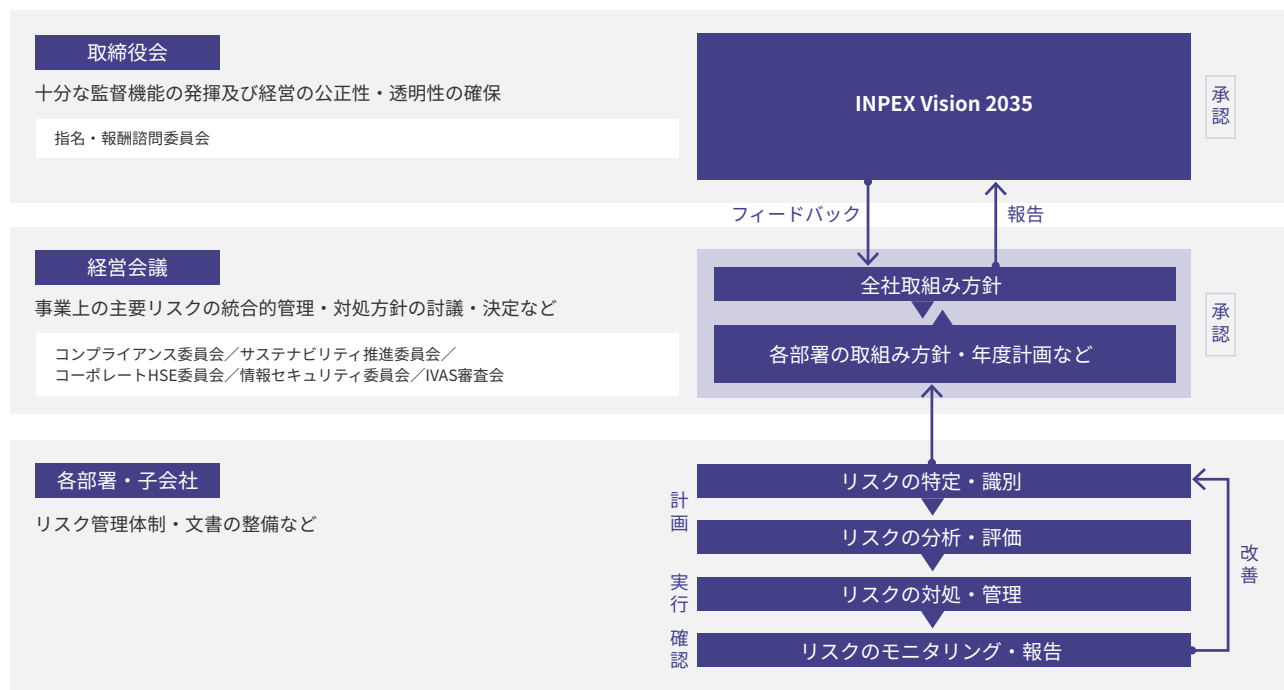 取締役会
十分な監督機能の発揮及び経営の公正性・透明性の確保
指名・報酬諮問委員会
INPEX Vision 2035
承認
フィードバック
報告
経営会議
事業上の主要リスクの統合的管理・対処方針の討議・決定など
コンプライアンス委員会／サステナビリティ推進委員会／
コーポレートHSE委員会／情報セキュリティ委員会／IVAS審査会
全社取組み方針
各部署の取組み方針・年度計画など
承認
各部署・子会社
リスク管理体制・文書の整備など
計画
リスクの特定・識別
リスクの分析・評価
実行
リスクの対処・管理
確認
リスクのモニタリング・報告
改善